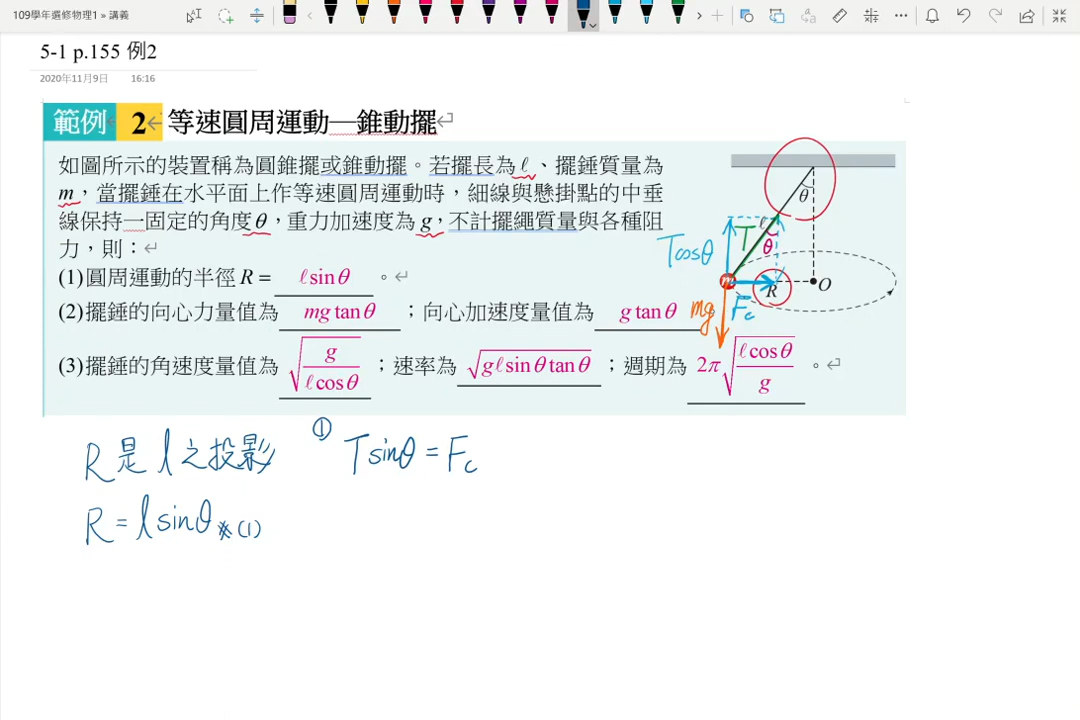 109學年選修物理1 » 講義
5-1 p.155 例2
2020年11月9日 16:16
範例 2 等速圓周運動—錐動擺
如圖所示的裝置稱為圓錐擺或錐動擺。若擺長為 ℓ、擺錘質量為
m，當擺錘在水平面上作等速圓周運動時，細線與懸掛點的中垂
線保持一固定的角度 θ，重力加速度為 g，不計擺繩質量與各種阻
力，則：
(1)圓周運動的半徑 R = ℓsinθ 。
(2)擺錘的向心力量值為 mg tanθ ；向心加速度量值為 g tanθ
(3)擺錘的角速度量值為 √(g/ℓcosθ) ；速率為 √(gℓsinθtanθ) ；週期為 2π√(ℓcosθ/g) 。
θ
ℓ
T
θ
Tcosθ
m
R
O
mg
Fc
R是ℓ之投影
R = ℓsinθ※(1)
① Tsinθ = Fc